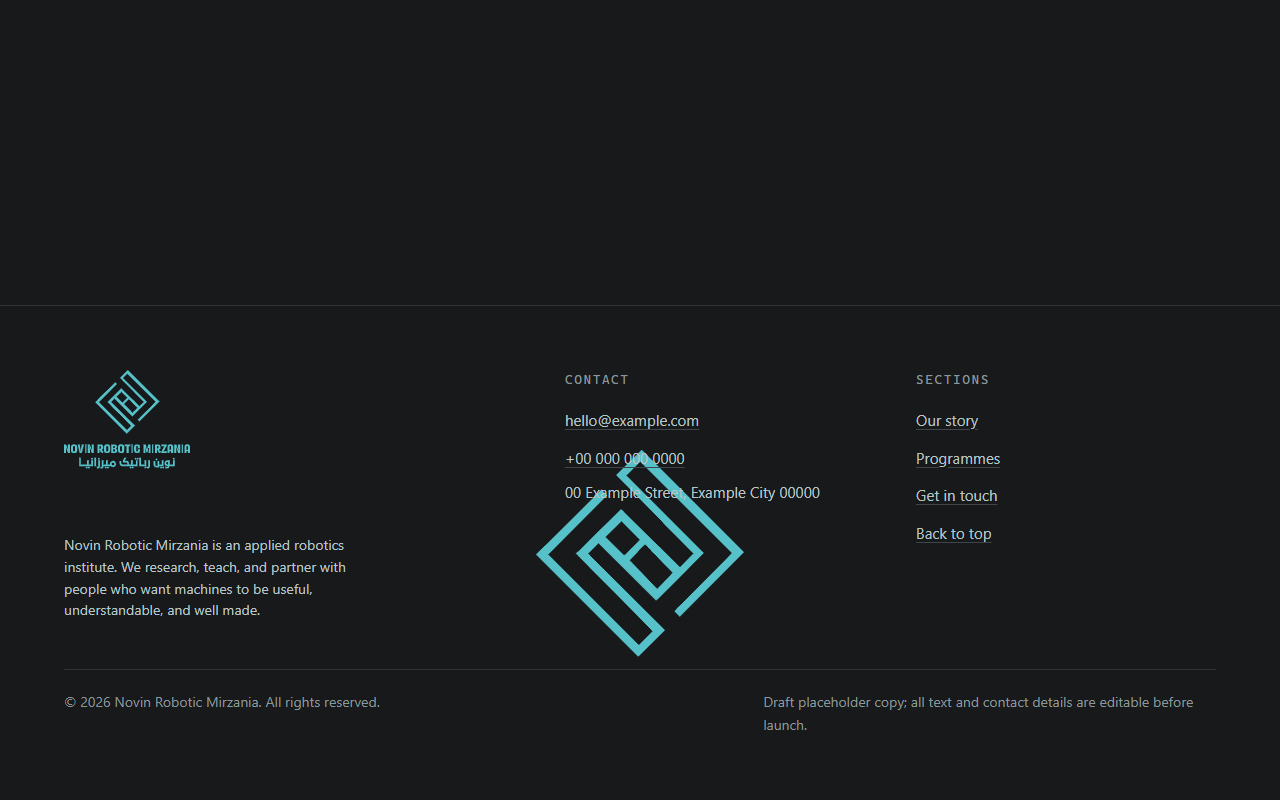 NOVIN ROBOTIC MIRZANIA
نوین رباتیک میرزانیا
Novin Robotic Mirzania is an applied robotics
institute. We research, teach, and partner with
people who want machines to be useful,
understandable, and well made.
CONTACT
hello@example.com
+00 000 000 0000
00 Example Street, Example City 00000
SECTIONS
Our story
Programmes
Get in touch
Back to top
© 2026 Novin Robotic Mirzania. All rights reserved.
Draft placeholder copy; all text and contact details are editable before
launch.